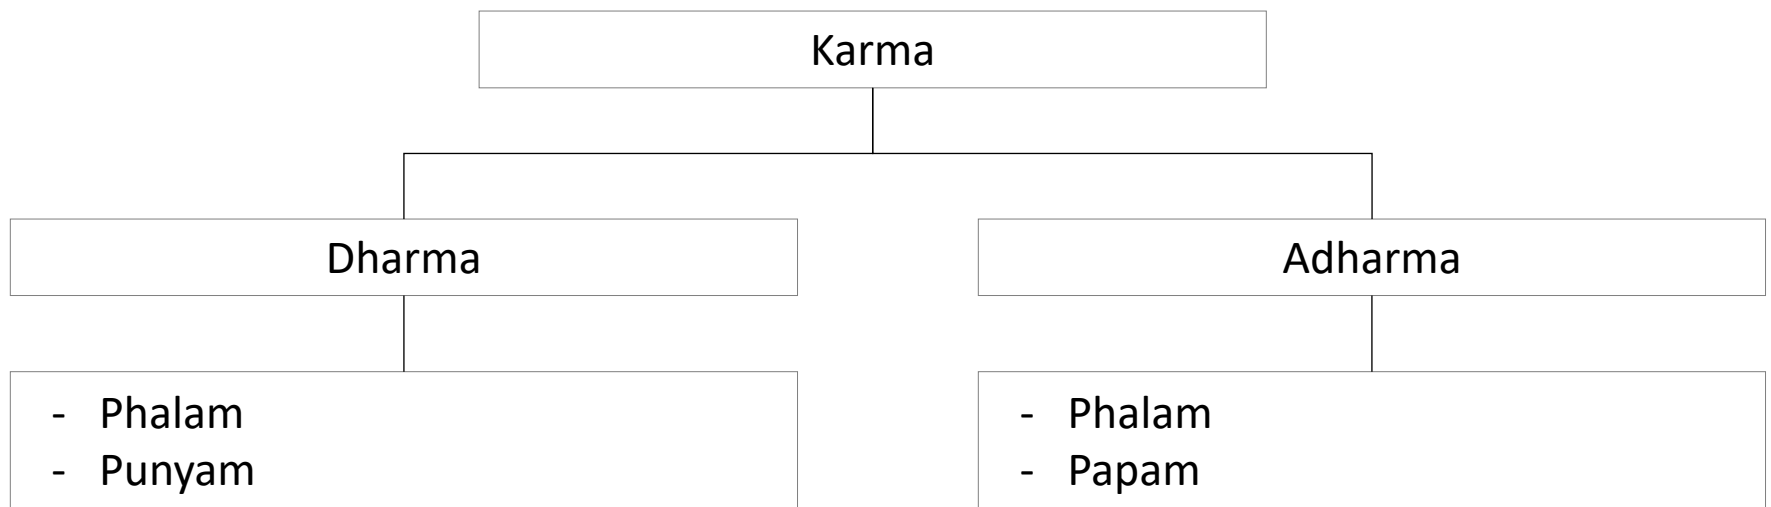 Karma
Dharma
Adharma
- Phalam
- Punyam
- Phalam
- Papam